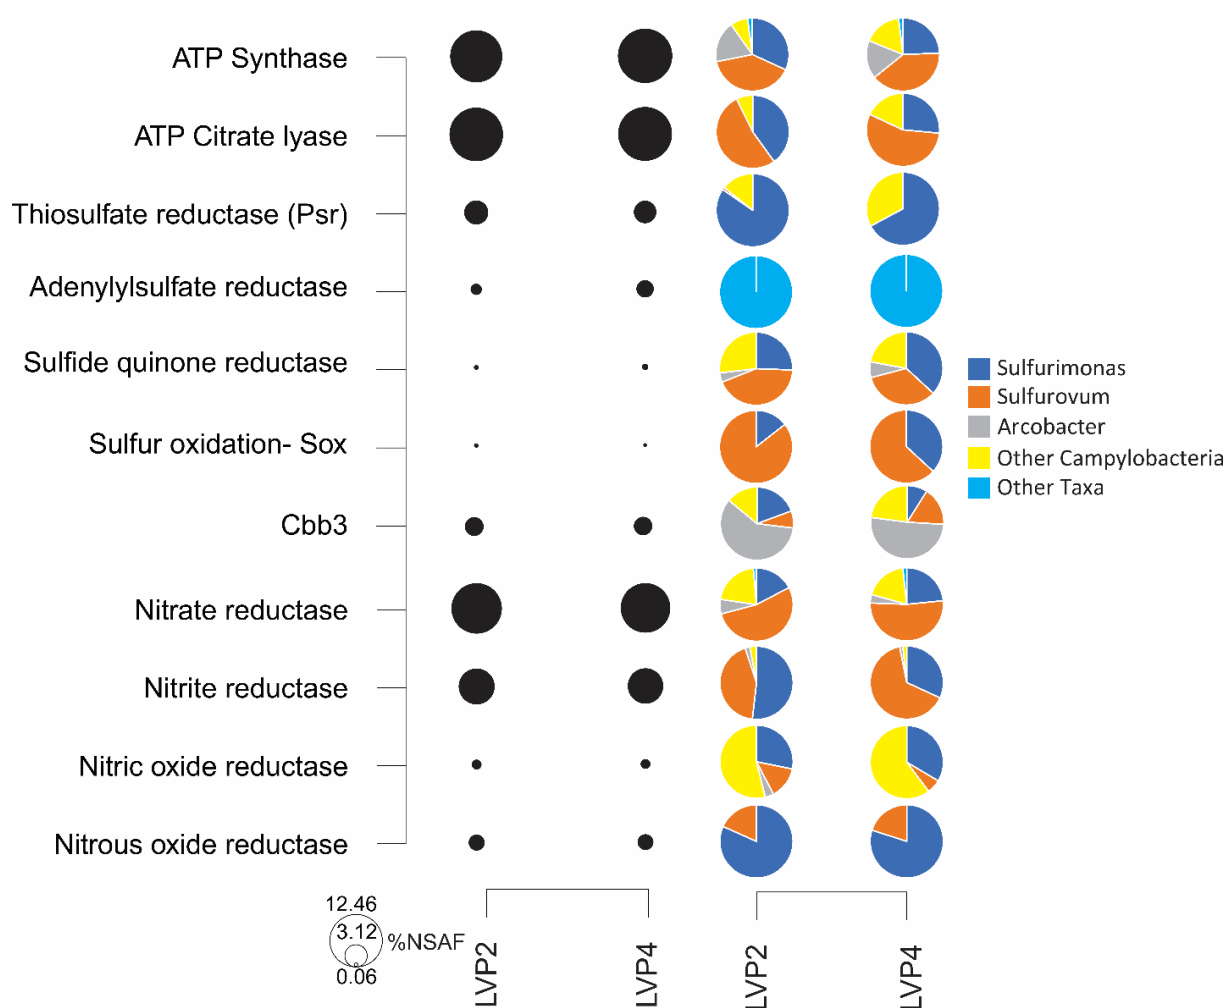 ATP Synthase
ATP Citrate lyase
Thiosulfate reductase (Psr)
Adenylylsulfate reductase
Sulfide quinone reductase
Sulfur oxidation- Sox
Cbb3
Nitrate reductase
Nitrite reductase
Nitric oxide reductase
Nitrous oxide reductase
Sulfurimonas
Sulfurovum
Arcobacter
Other Campylobacteria
Other Taxa
12.46
3.12
%NSAF
0.06
LVP2
LVP4
LVP2
LVP4